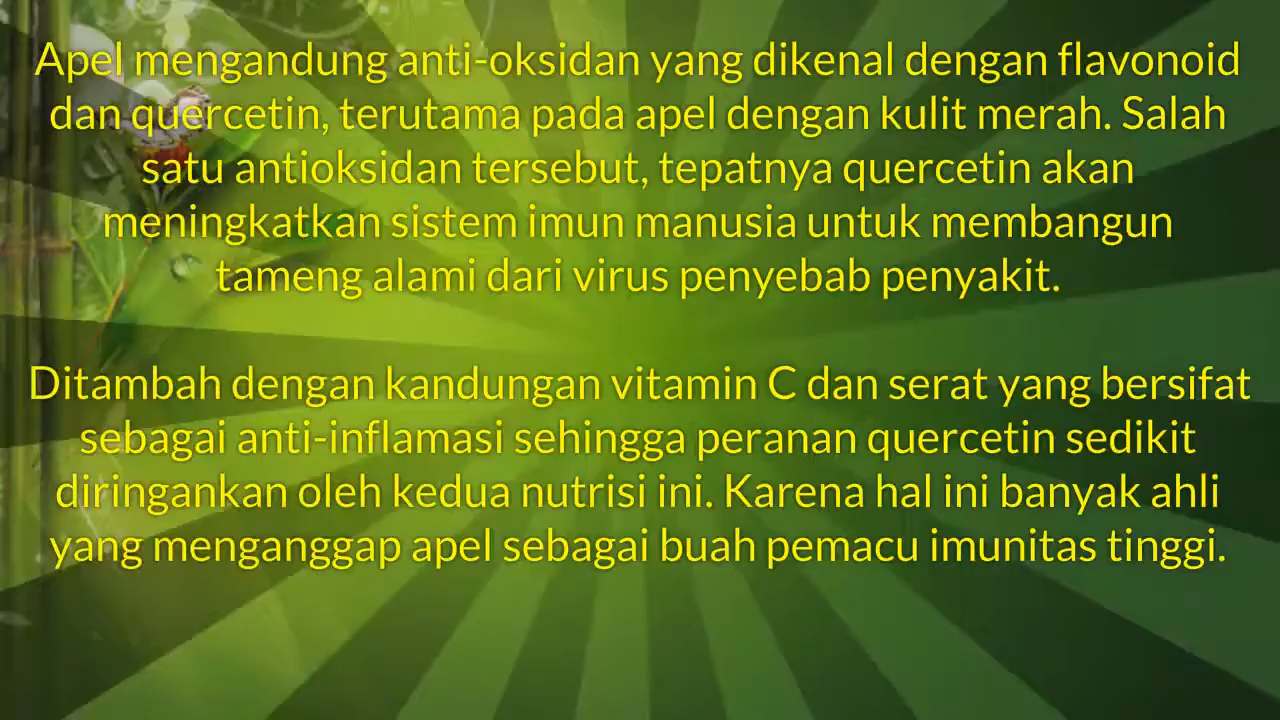 Apel mengandung anti-oksidan yang dikenal dengan flavonoid
dan quercetin, terutama pada apel dengan kulit merah. Salah
satu antioksidan tersebut, tepatnya quercetin akan
meningkatkan sistem imun manusia untuk membangun
tameng alami dari virus penyebab penyakit.
Ditambah dengan kandungan vitamin C dan serat yang bersifat
sebagai anti-inflamasi sehingga peranan quercetin sedikit
diringankan oleh kedua nutrisi ini. Karena hal ini banyak ahli
yang menganggap apel sebagai buah pemacu imunitas tinggi.